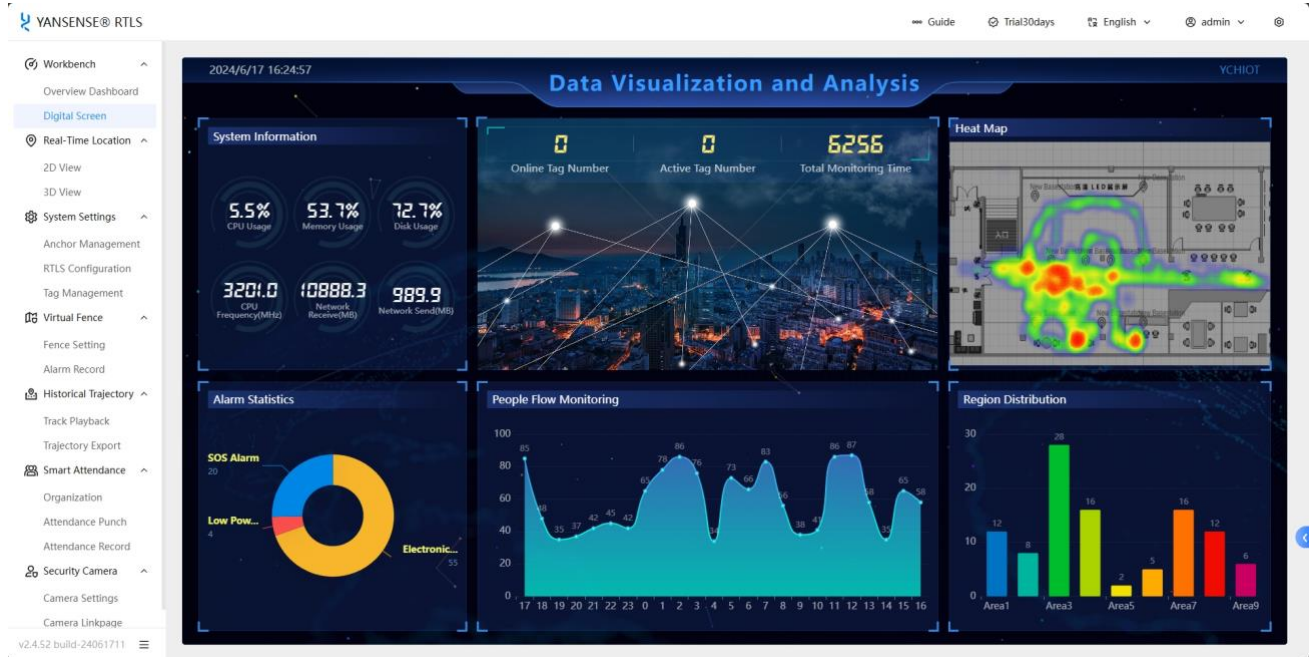 YANSENSE® RTLS
Guide
Trial30days
English
admin
Workbench
Overview Dashboard
Digital Screen
Real-Time Location
2D View
3D View
System Settings
Anchor Management
RTLS Configuration
Tag Management
Virtual Fence
Fence Setting
Alarm Record
Historical Trajectory
Track Playback
Trajectory Export
Smart Attendance
Organization
Attendance Punch
Attendance Record
Security Camera
Camera Settings
Camera Linkpage
v2.4.52 build-24061711
2024/6/17 16:24:57
Data Visualization and Analysis
YCHIOT
System Information
5.5%
CPU Usage
53.7%
Memory Usage
72.7%
Disk Usage
3201.0
CPU
Frequency(MHz)
10888.3
Network
Receive(MB)
989.9
Network Send(MB)
0
Online Tag Number
0
Active Tag Number
6256
Total Monitoring Time
Heat Map
入口
Alarm Statistics
SOS Alarm
20
Low Pow...
4
Electronic...
55
People Flow Monitoring
100
80
60
40
20
0
85 48 35 37 42 45 42 65 78 86 76 34 73 66 83 56 38 41 86 87 58 35 65 58
17 18 19 20 21 22 23 0 1 2 3 4 5 6 7 8 9 10 11 12 13 14 15 16
Region Distribution
30
20
10
0
12 8 28 16 2 5 16 12 6
Area1 Area3 Area5 Area7 Area9